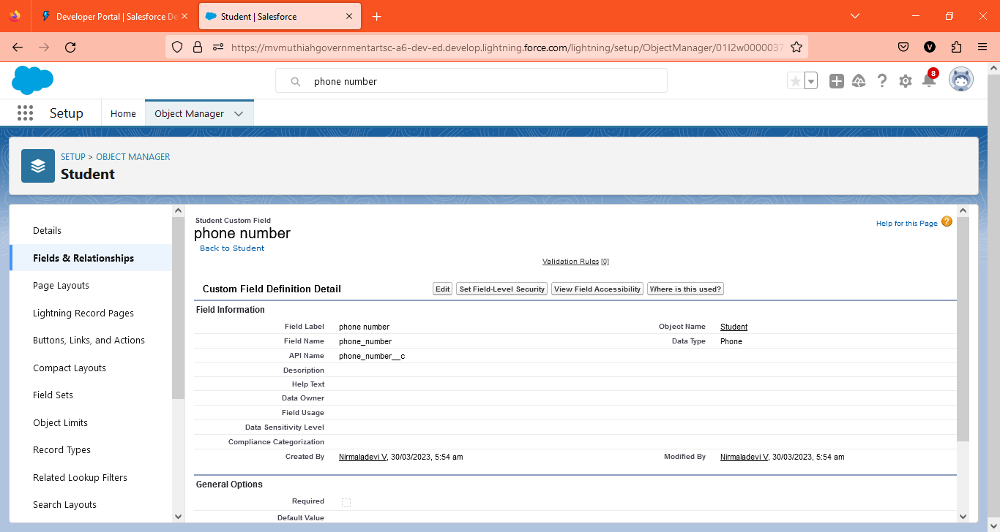 Developer Portal | Salesforce De
Student | Salesforce
https://mvmuthiahgovernmentartsc-a6-dev-ed.develop.lightning.force.com/lightning/setup/ObjectManager/01I2w0000037
V
phone number
8
Setup
Home
Object Manager
SETUP > OBJECT MANAGER
Student
Details
Fields & Relationships
Page Layouts
Lightning Record Pages
Buttons, Links, and Actions
Compact Layouts
Field Sets
Object Limits
Record Types
Related Lookup Filters
Search Layouts
Student Custom Field
phone number
Back to Student
Help for this Page ?
Validation Rules [0]
Custom Field Definition Detail
Edit Set Field-Level Security View Field Accessibility Where is this used?
Field Information
Field Label phone number Object Name Student
Field Name phone_number Data Type Phone
API Name phone_number__c
Description
Help Text
Data Owner
Field Usage
Data Sensitivity Level
Compliance Categorization
Created By Nirmaladevi V, 30/03/2023, 5:54 am Modified By Nirmaladevi V, 30/03/2023, 5:54 am
General Options
Required
Default Value